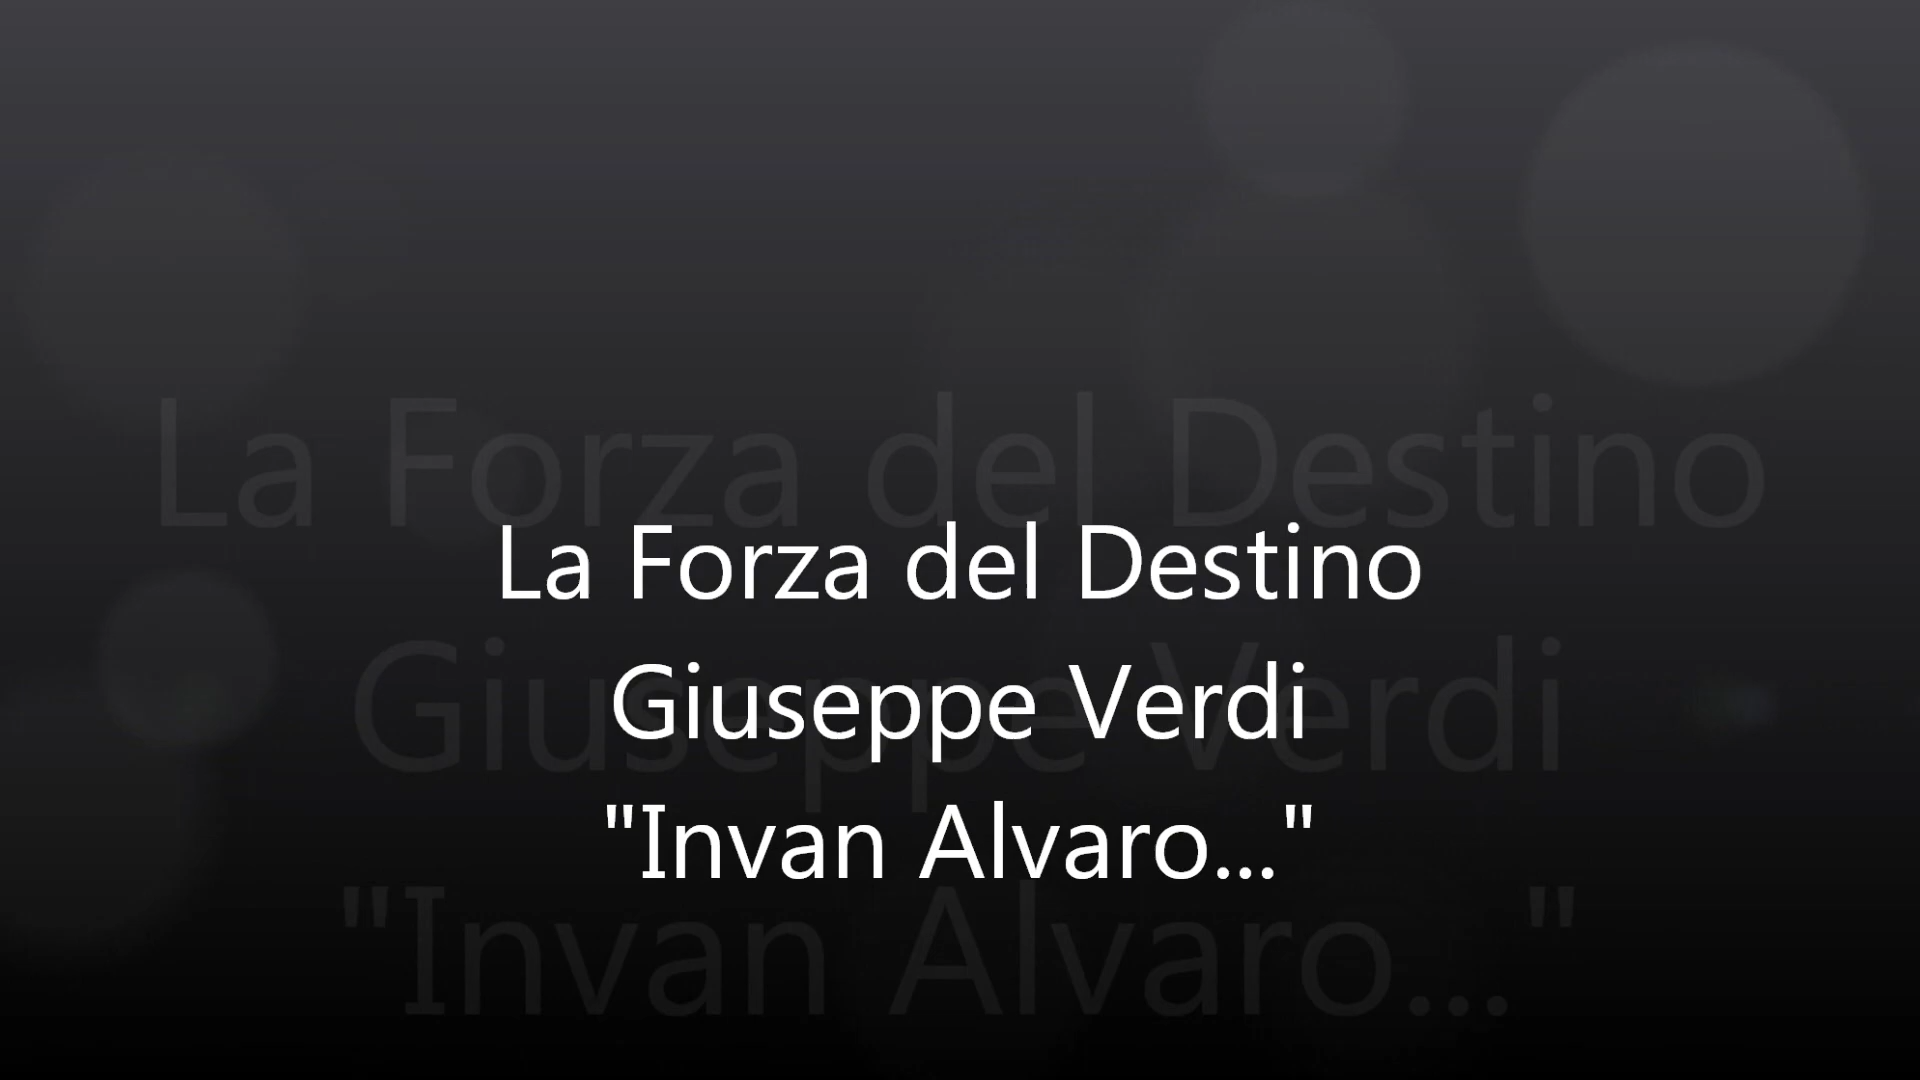 La Forza del Destino
Giuseppe Verdi
"Invan Alvaro..."